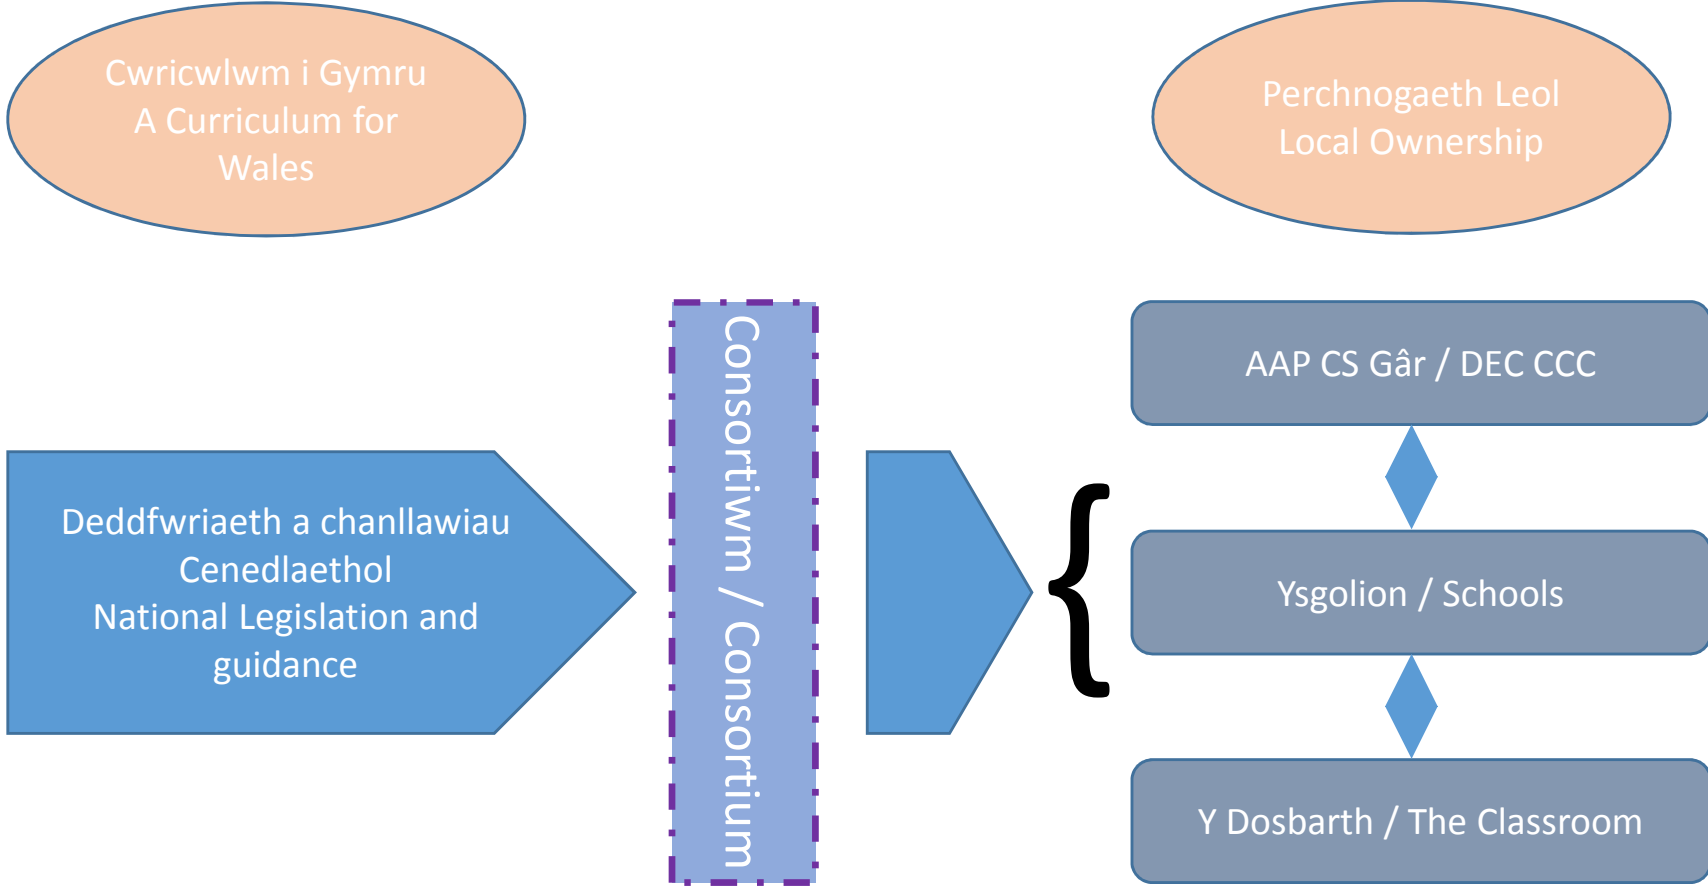 Cwricwlwm i Gymru
A Curriculum for
Wales
Perchnogaeth Leol
Local Ownership
Deddfwriaeth a chanllawiau
Cenedlaethol
National Legislation and
guidance
Consortiwm / Consortium
{
AAP CS Gâr / DEC CCC
Ysgolion / Schools
Y Dosbarth / The Classroom